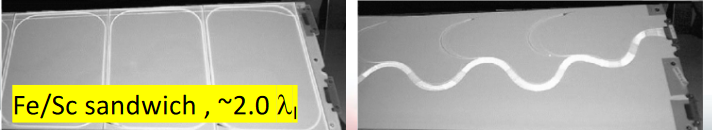 Fe/Sc sandwich , ~2.0 λI